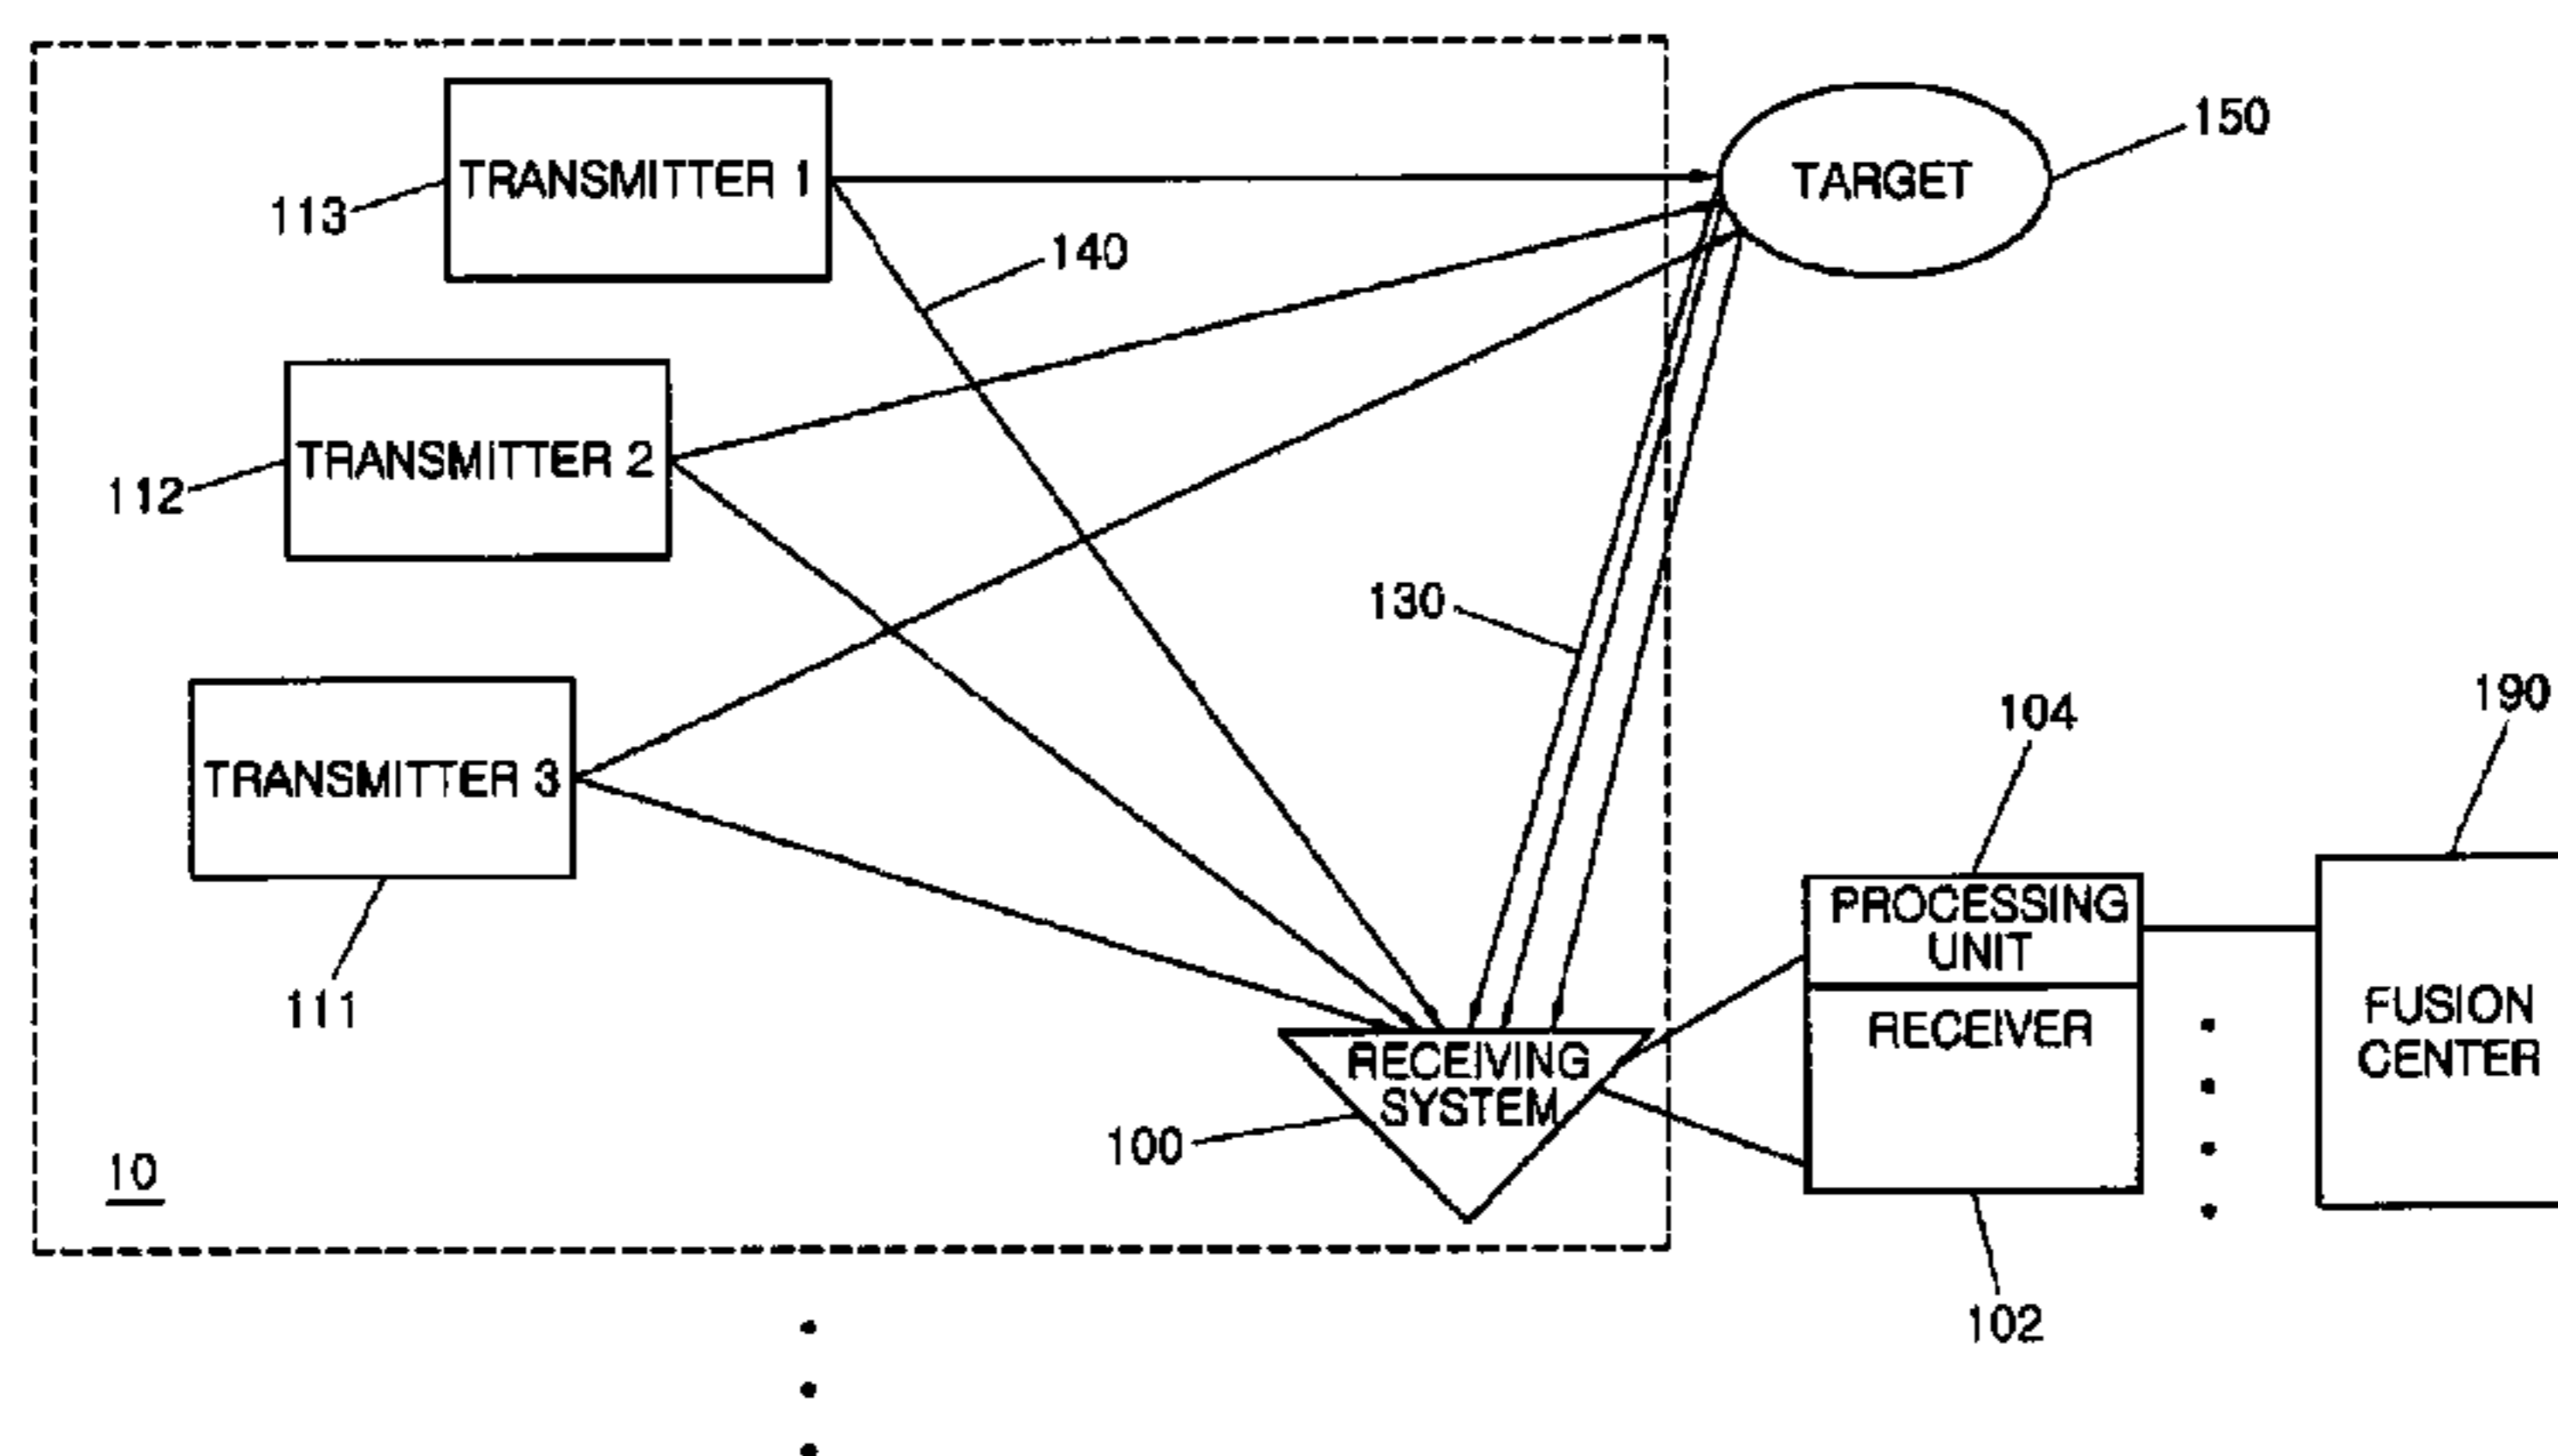 TRANSMITTER 1
113
140
TARGET
150
TRANSMITTER 2
112
130
TRANSMITTER 3
111
104
190
PROCESSING
UNIT
RECEIVER
FUSION
CENTER
RECEIVING
SYSTEM
100
10
102